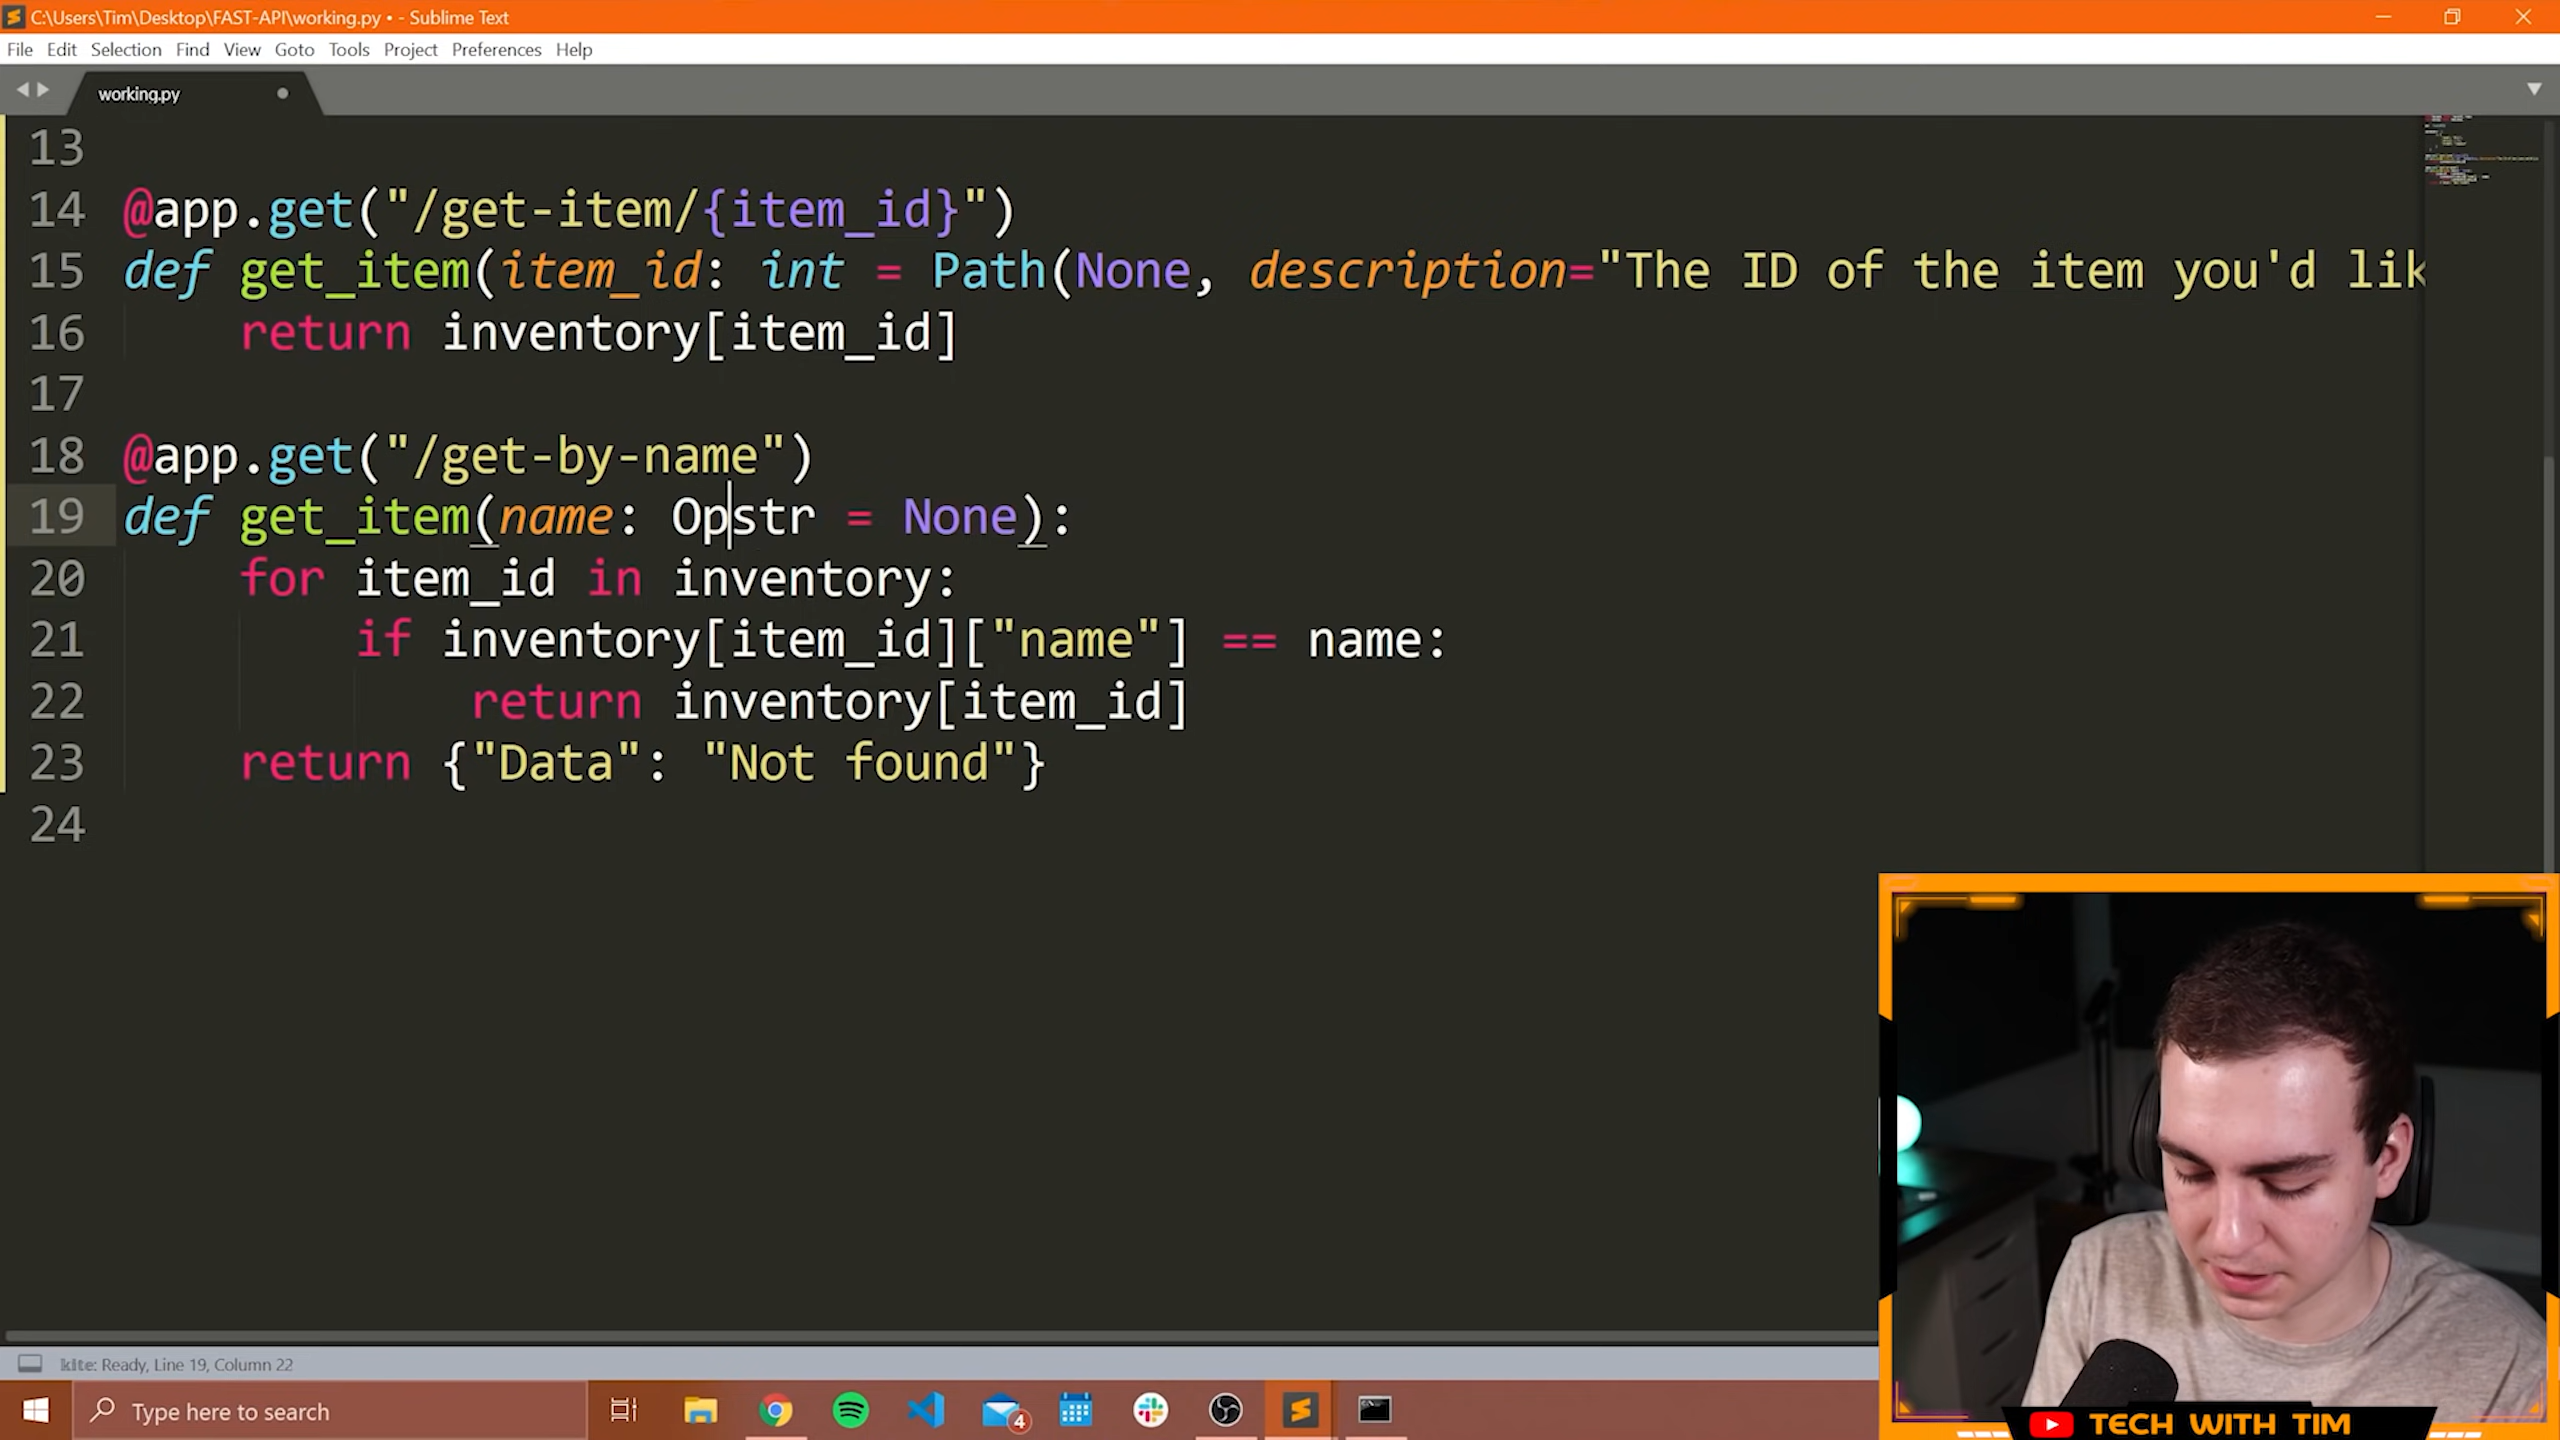 C:\Users\Tim\Desktop\FAST-API\working.py • - Sublime Text
File Edit Selection Find View Goto Tools Project Preferences Help
working.py
13
14 @app.get("/get-item/{item_id}")
15 def get_item(item_id: int = Path(None, description="The ID of the item you'd lik
16 return inventory[item_id]
17
18 @app.get("/get-by-name")
19 def get_item(name: Opstr = None):
20 for item_id in inventory:
21 if inventory[item_id]["name"] == name:
22 return inventory[item_id]
23 return {"Data": "Not found"}
24
kite: Ready, Line 19, Column 22
Type here to search
4
TECH WITH TIM